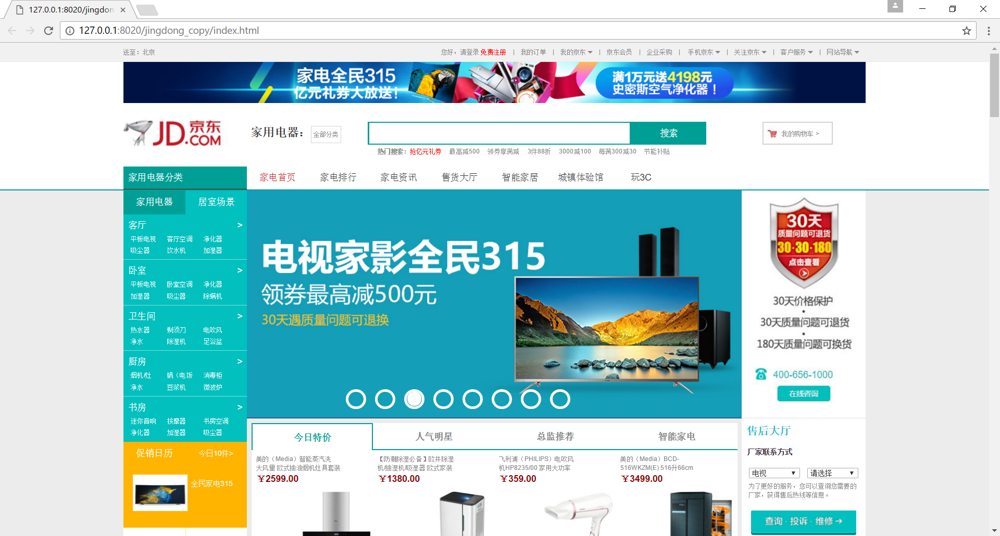 127.0.0.1:8020/jingdon
127.0.0.1:8020/jingdong_copy/index.html
送至：北京
您好，请登录 免费注册 | 我的订单 | 我的京东 | 京东会员 | 企业采购 | 手机京东 | 关注京东 | 客户服务 | 网站导航
家电全民315
亿元礼券大放送！
满1万元送4198元
史密斯空气净化器！
JD.京东
.COM
家用电器：
全部分类
搜索
我的购物车 >
热门搜索：抢亿元礼券 最高减500 领券享满减 3件88折 3000减100 每满300减30 节能补贴
家用电器分类
家电首页 家电排行 家电资讯 售货大厅 智能家居 城镇体验馆 玩3C
家用电器 居室场景
客厅 >
平板电视 客厅空调 净化器
吸尘器 饮水机 加湿器
卧室 >
平板电视 卧室空调 净化器
加湿器 吸尘器 除螨机
卫生间 >
热水器 剃须刀 电吹风
净水 除湿机 足浴盆
厨房 >
烟机/灶 锅（电饭 消毒柜
净水 豆浆机 微波炉
书房 >
迷你音响 按摩器 书房空调
净化器 加湿器 吸尘器
促销日历 今日10件>
全民家电315
电视家影全民315
领券最高减500元
30天遇质量问题可退换
30天
质量问题可退货
30·30·180
点击查看
30天价格保护
30天质量问题可退货
180天质量问题可换货
400-656-1000
在线咨询
今日特价 人气明星 总监推荐 智能家电
美的（Media）智能蒸汽洗
大风量 欧式抽油烟机灶具套装
￥2599.00
【防潮除湿必备】欧井除湿
机/抽湿机/吸湿器 欧式家装
￥1380.00
飞利浦（PHILIPS）电吹风
机HP8235/00 家用大功率
￥359.00
美的（Media）BCD-
516WKZM(E) 516升66cm
￥3499.00
售后大厅
厂家联系方式
电视 请选择
为了更好的服务，您可以查询您需要的
厂家，获得售后热线等信息。
查询 · 投诉 · 维修 →